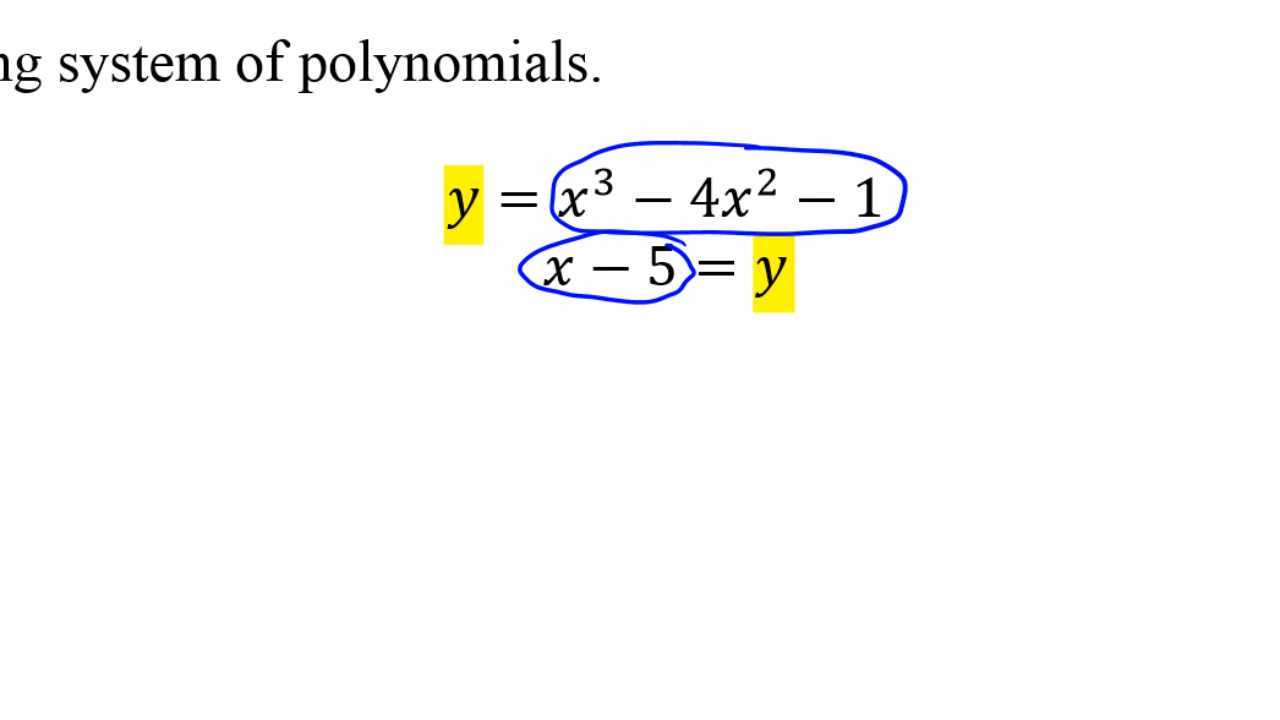 ng system of polynomials.
y = x³ − 4x² − 1
x − 5 = y